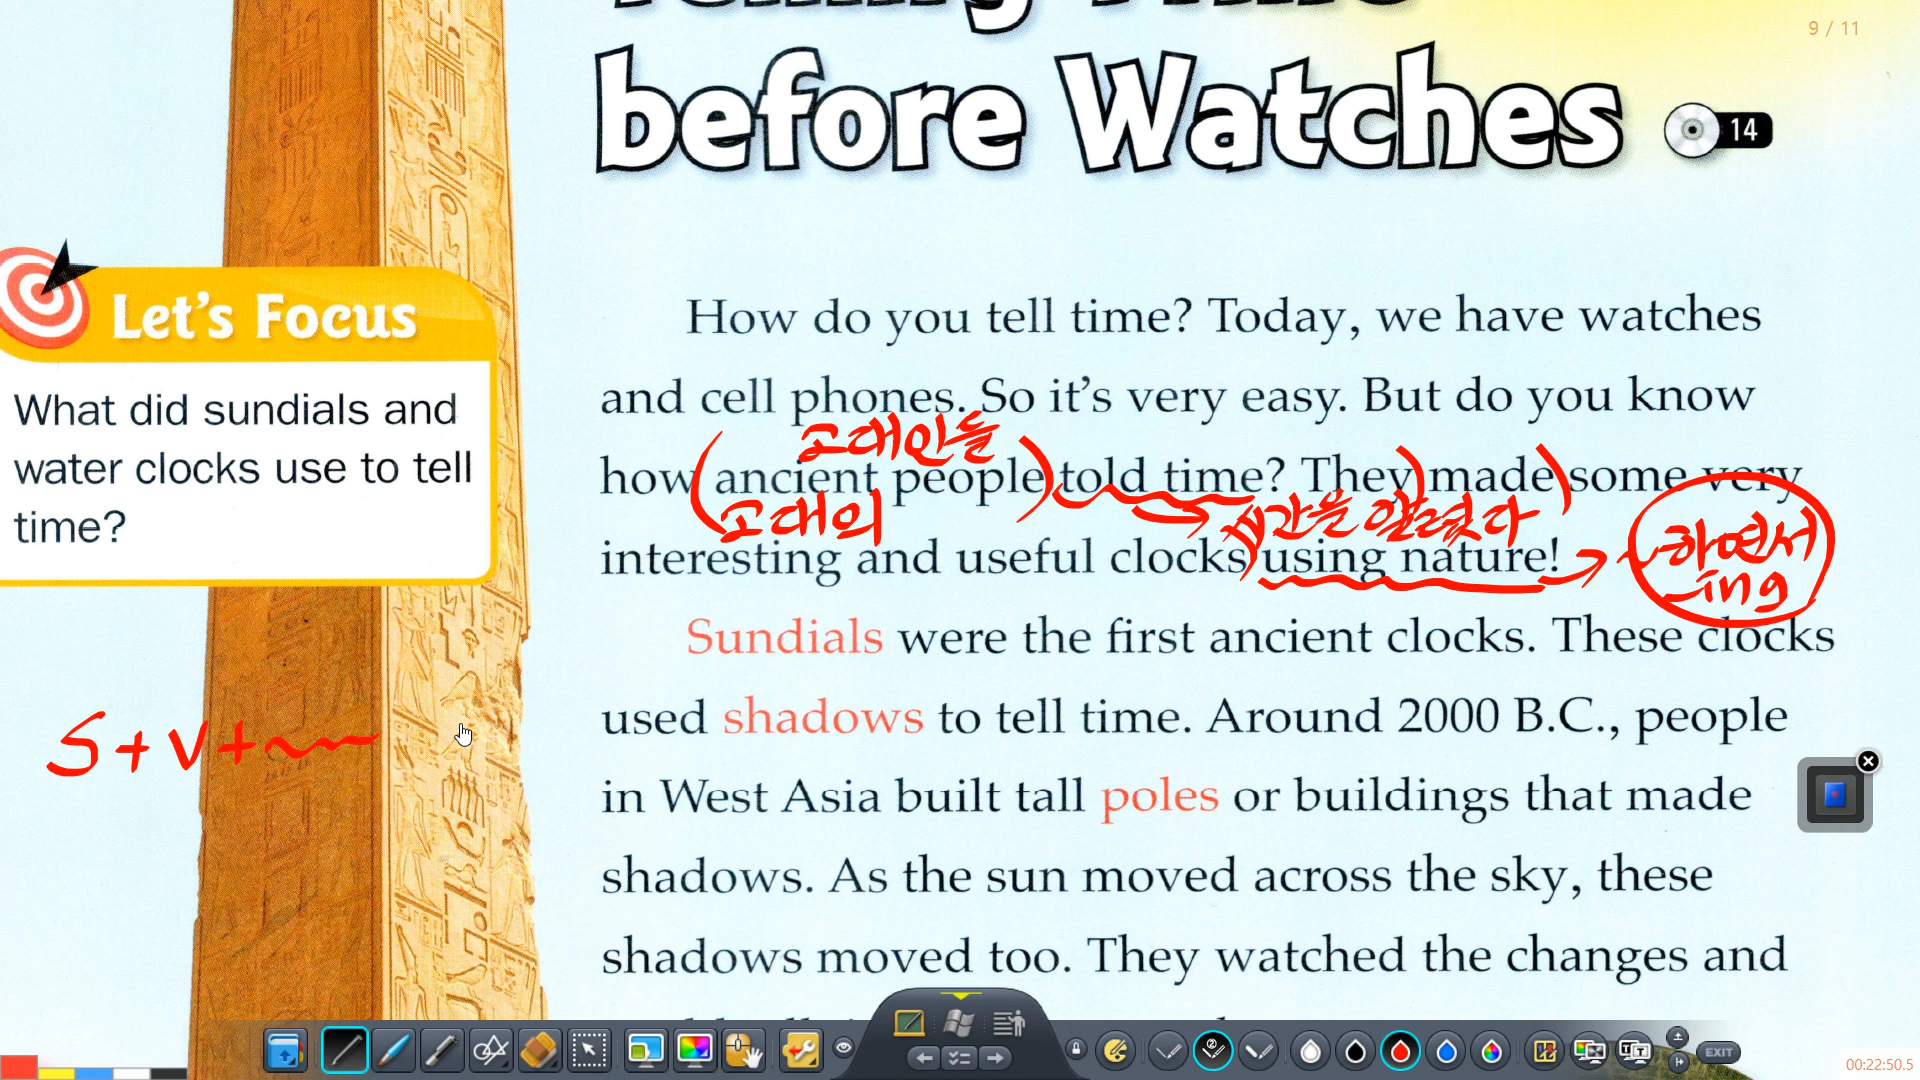 before Watches
14
9 / 11
Let's Focus
What did sundials and
water clocks use to tell
time?
How do you tell time? Today, we have watches
and cell phones. So it's very easy. But do you know
고대인들
how ancient people told time? They made some very
고대의
시간을 알렸다
interesting and useful clocks using nature!
~하면서
ing
Sundials were the first ancient clocks. These clocks
used shadows to tell time. Around 2000 B.C., people
S+V+
in West Asia built tall poles or buildings that made
shadows. As the sun moved across the sky, these
shadows moved too. They watched the changes and
EXIT
00:22:50.5